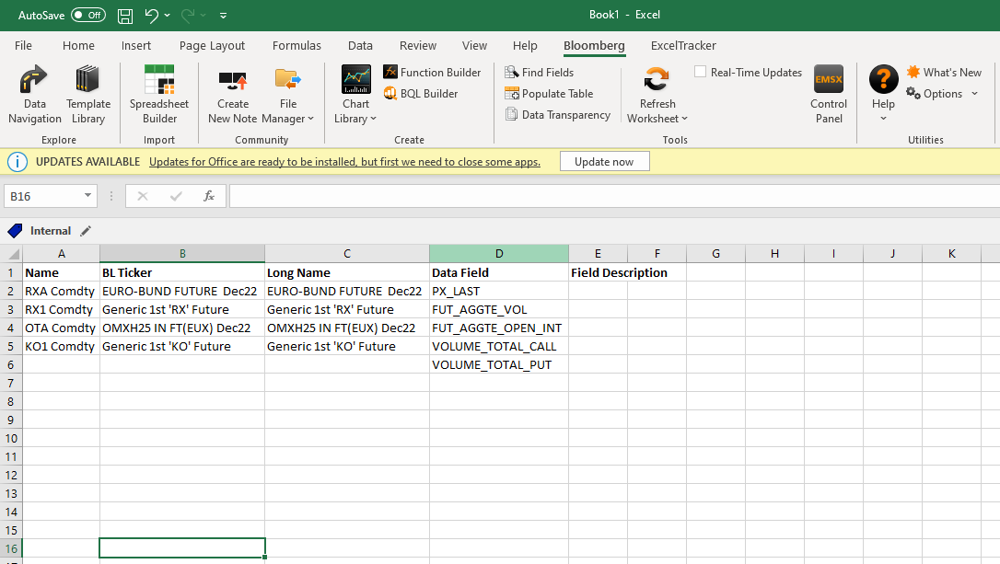 AutoSave Off Book1 - Excel
File Home Insert Page Layout Formulas Data Review View Help Bloomberg ExcelTracker
Data Navigation Template Library Spreadsheet Builder Create New Note File Manager Chart Library Function Builder Find Fields Refresh Worksheet Real-Time Updates EMSX Control Panel ? Help What's New
BQL Builder Populate Table Options
Data Transparency
Explore Import Community Create Tools Utilities
i UPDATES AVAILABLE Updates for Office are ready to be installed, but first we need to close some apps. Update now
B16 fx
Internal
A B C D E F G H I J K
1 Name BL Ticker Long Name Data Field Field Description
2 RXA Comdty EURO-BUND FUTURE Dec22 EURO-BUND FUTURE Dec22 PX_LAST
3 RX1 Comdty Generic 1st 'RX' Future Generic 1st 'RX' Future FUT_AGGTE_VOL
4 OTA Comdty OMXH25 IN FT(EUX) Dec22 OMXH25 IN FT(EUX) Dec22 FUT_AGGTE_OPEN_INT
5 KO1 Comdty Generic 1st 'KO' Future Generic 1st 'KO' Future VOLUME_TOTAL_CALL
6 VOLUME_TOTAL_PUT
7
8
9
10
11
12
13
14
15
16